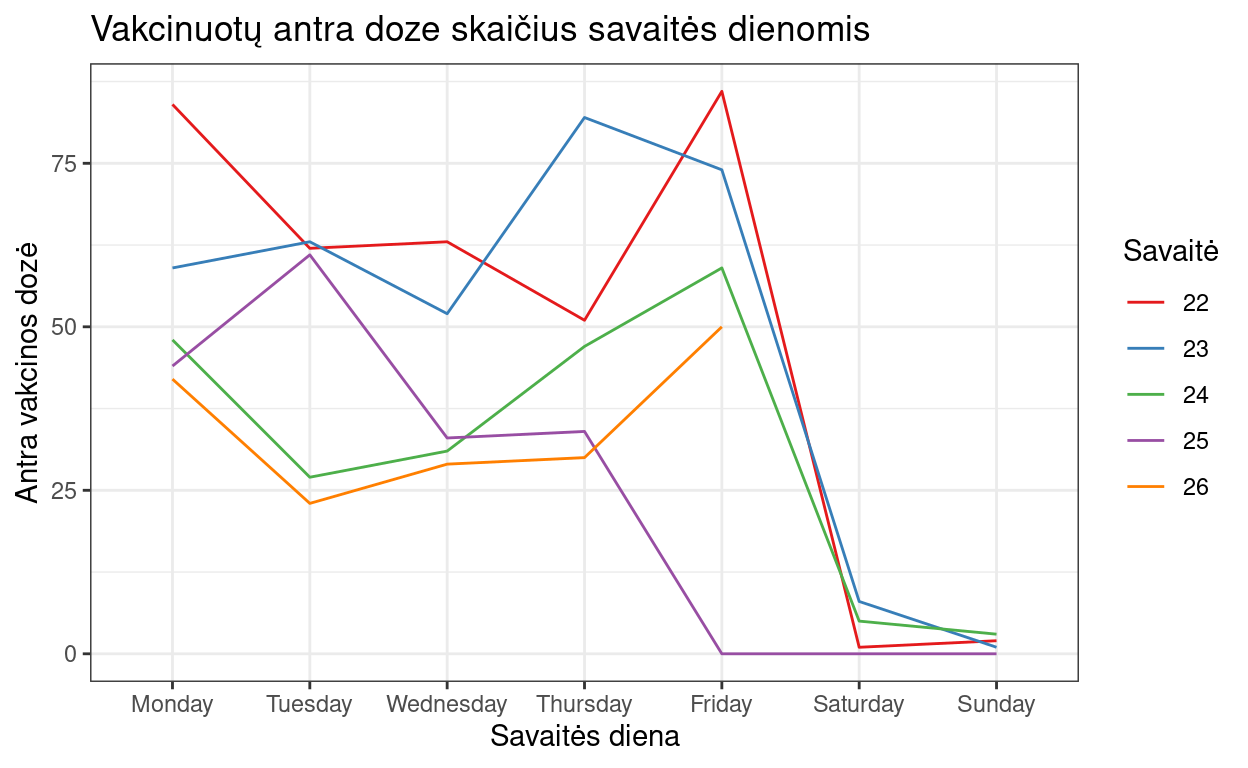 Vakcinuotų antra doze skaičius savaitės dienomis
Antra vakcinos dozė
75
50
25
0
Monday Tuesday Wednesday Thursday Friday Saturday Sunday
Savaitės diena
Savaitė
22
23
24
25
26